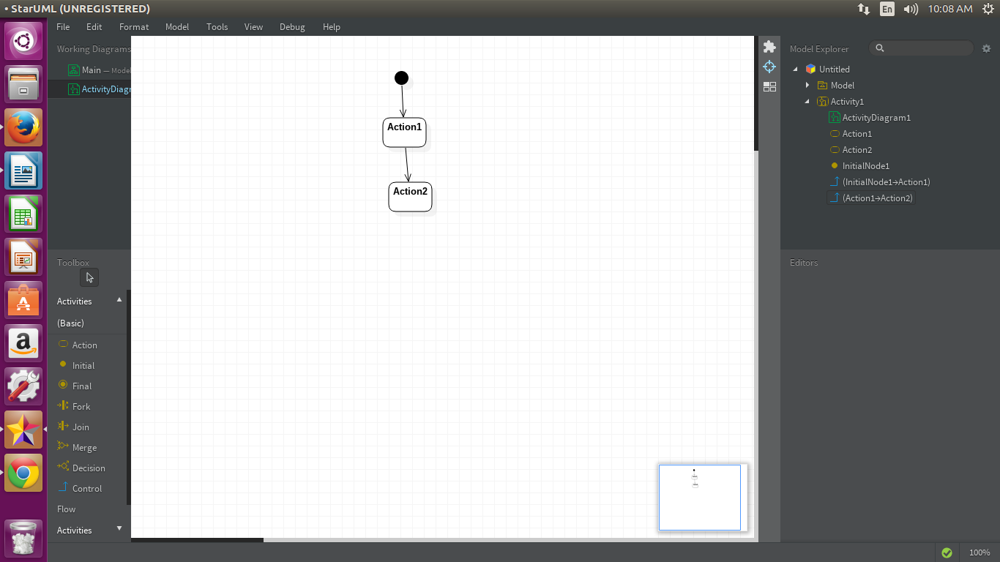 • StarUML (UNREGISTERED)
En
10:08 AM
File Edit Format Model Tools View Debug Help
Working Diagrams
Main — Model
ActivityDiagr
Toolbox
Activities
(Basic)
Action
Initial
Final
Fork
Join
Merge
Decision
Control
Flow
Activities
Action1
Action2
Model Explorer
Untitled
Model
Activity1
ActivityDiagram1
Action1
Action2
InitialNode1
(InitialNode1→Action1)
(Action1→Action2)
Editors
100%